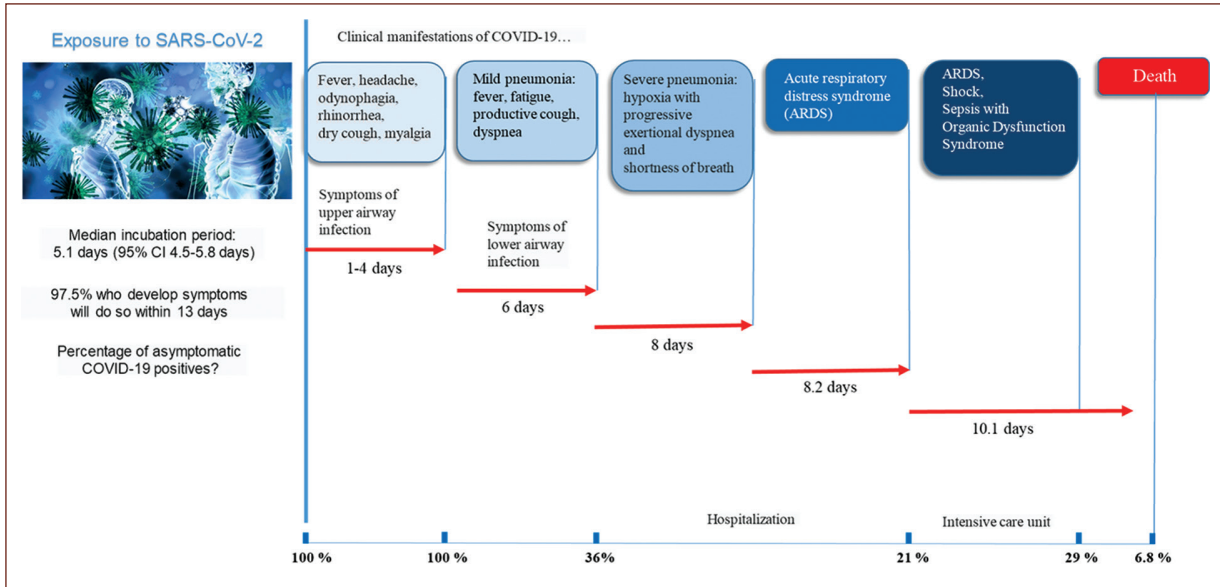 Exposure to SARS-CoV-2
Median incubation period:
5.1 days (95% CI 4.5-5.8 days)
97.5% who develop symptoms
will do so within 13 days
Percentage of asymptomatic
COVID-19 positives?
Clinical manifestations of COVID-19…
Fever, headache,
odynophagia,
rhinorrhea,
dry cough, myalgia
Mild pneumonia:
fever, fatigue,
productive cough,
dyspnea
Severe pneumonia:
hypoxia with
progressive
exertional dyspnea
and
shortness of breath
Acute respiratory
distress syndrome
(ARDS)
ARDS,
Shock,
Sepsis with
Organic Dysfunction
Syndrome
Death
Symptoms of
upper airway
infection
1-4 days
Symptoms of
lower airway
infection
6 days
8 days
8.2 days
10.1 days
Hospitalization
Intensive care unit
100 %
100 %
36%
21 %
29 %
6.8 %